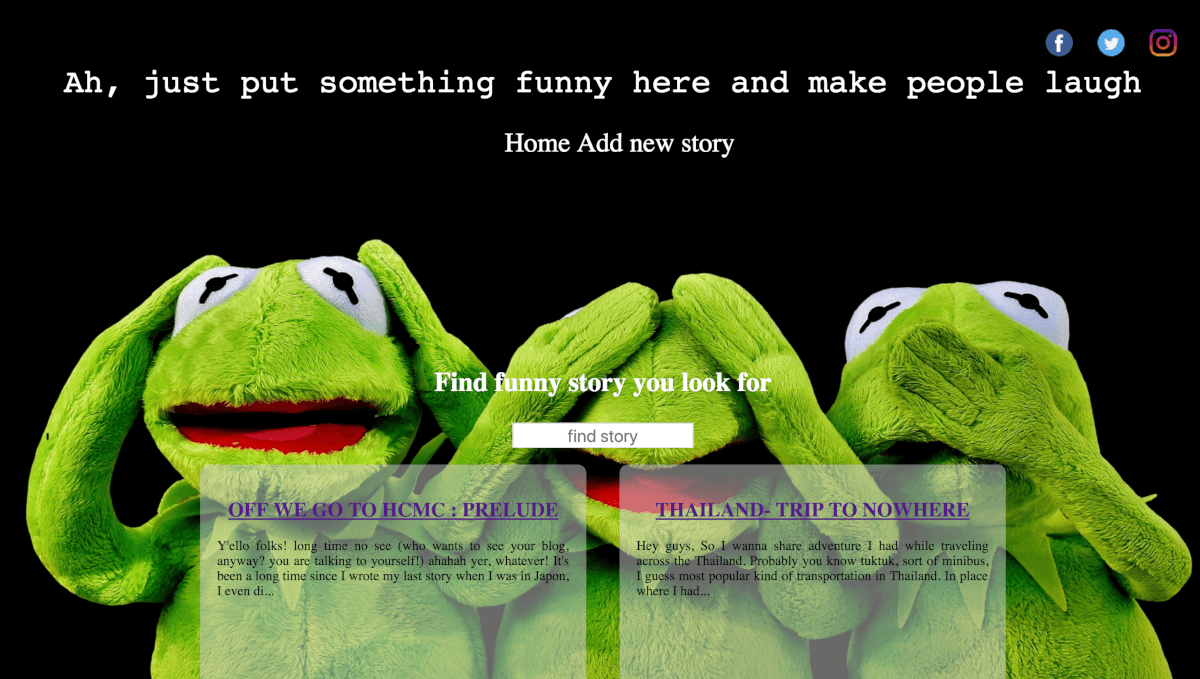 Ah, just put something funny here and make people laugh
Home Add new story
Find funny story you look for
find story
OFF WE GO TO HCMC : PRELUDE
Y'ello folks! long time no see (who wants to see your blog,
anyway? you are talking to yourself!) ahahah yer, whatever! It's
been a long time since I wrote my last story when I was in Japon,
I even di...
THAILAND- TRIP TO NOWHERE
Hey guys, So I wanna share adventure I had while traveling
across the Thailand. Probably you know tuktuk, sort of minibus,
I guess most popular kind of transportation in Thailand. In place
where I had...